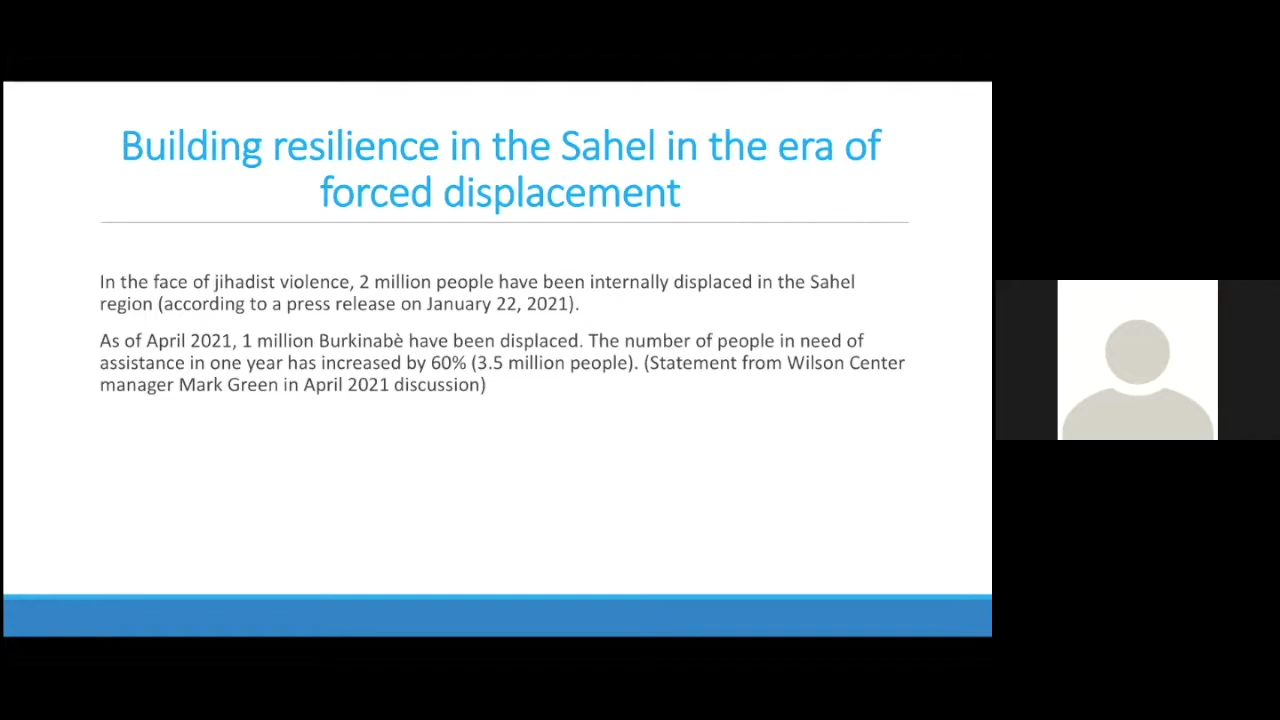 Building resilience in the Sahel in the era of
forced displacement
In the face of jihadist violence, 2 million people have been internally displaced in the Sahel
region (according to a press release on January 22, 2021).
As of April 2021, 1 million Burkinabè have been displaced. The number of people in need of
assistance in one year has increased by 60% (3.5 million people). (Statement from Wilson Center
manager Mark Green in April 2021 discussion)